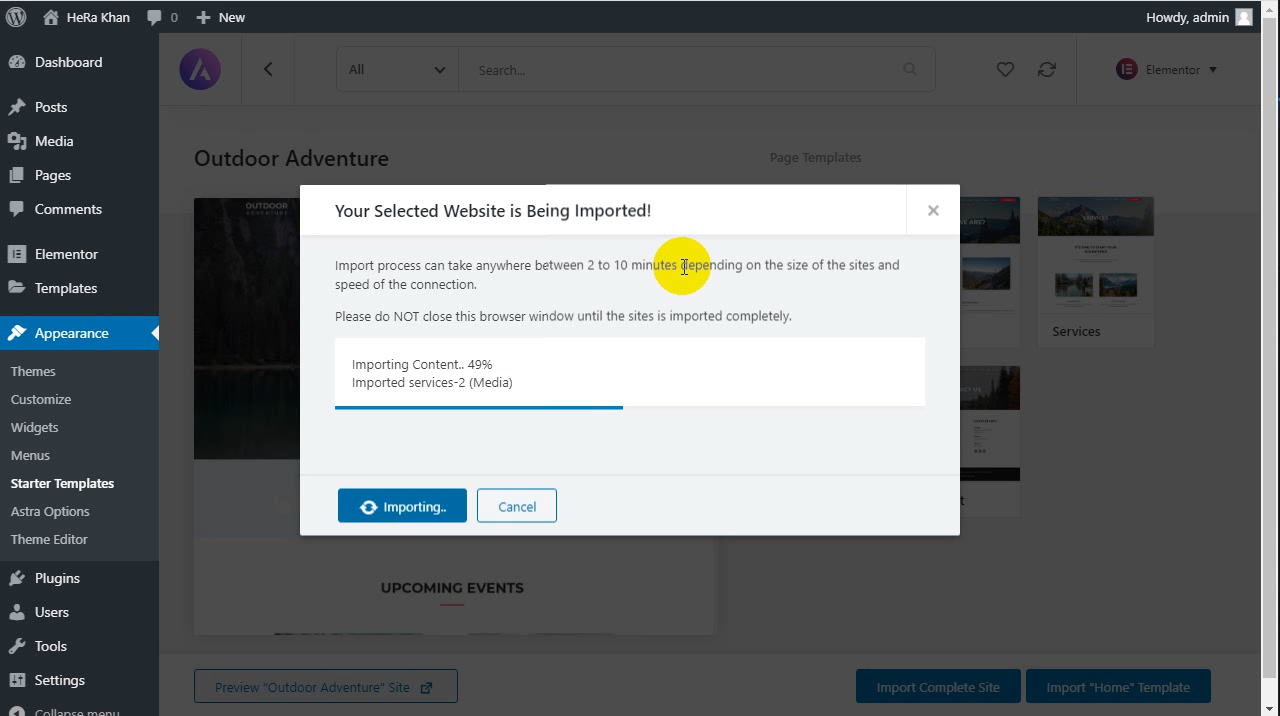 HeRa Khan
0
New
Howdy, admin
Dashboard
Posts
Media
Pages
Comments
Elementor
Templates
Appearance
Themes
Customize
Widgets
Menus
Starter Templates
Astra Options
Theme Editor
Plugins
Users
Tools
Settings
Collapse menu
All
Search...
Elementor
Outdoor Adventure
Page Templates
OUTDOOR
ADVENTURE
Your Selected Website is Being Imported!
Import process can take anywhere between 2 to 10 minutes depending on the size of the sites and
speed of the connection.
Please do NOT close this browser window until the sites is imported completely.
Importing Content.. 49%
Imported services-2 (Media)
Importing..
Cancel
SERVICES
Services
UPCOMING EVENTS
Preview "Outdoor Adventure" Site
Import Complete Site
Import "Home" Template